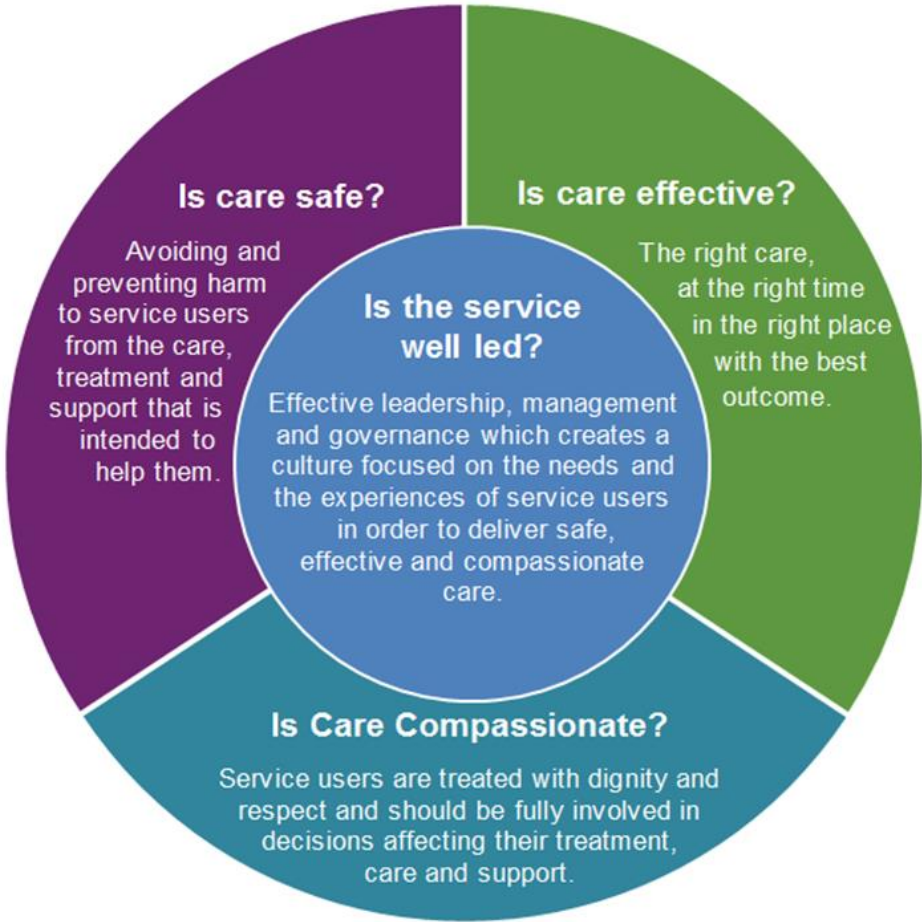 Is care safe?
Avoiding and
preventing harm
to service users
from the care,
treatment and
support that is
intended to
help them.
Is care effective?
The right care,
at the right time
in the right place
with the best
outcome.
Is the service
well led?
Effective leadership, management
and governance which creates a
culture focused on the needs and
the experiences of service users
in order to deliver safe,
effective and compassionate
care.
Is Care Compassionate?
Service users are treated with dignity and
respect and should be fully involved in
decisions affecting their treatment,
care and support.